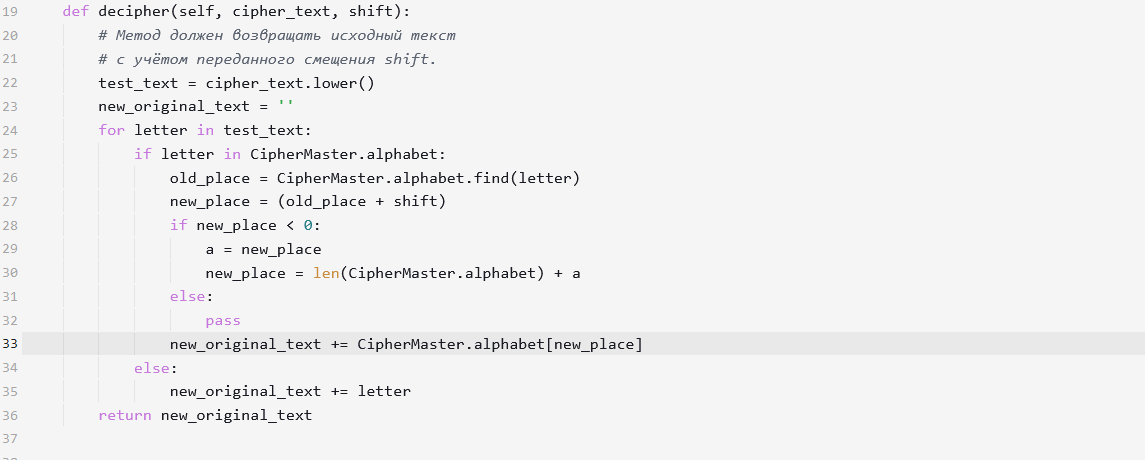 19 def decipher(self, cipher_text, shift):
20 # Метод должен возвращать исходный текст
21 # с учётом переданного смещения shift.
22 test_text = cipher_text.lower()
23 new_original_text = ''
24 for letter in test_text:
25 if letter in CipherMaster.alphabet:
26 old_place = CipherMaster.alphabet.find(letter)
27 new_place = (old_place + shift)
28 if new_place < 0:
29 a = new_place
30 new_place = len(CipherMaster.alphabet) + a
31 else:
32 pass
33 new_original_text += CipherMaster.alphabet[new_place]
34 else:
35 new_original_text += letter
36 return new_original_text
37